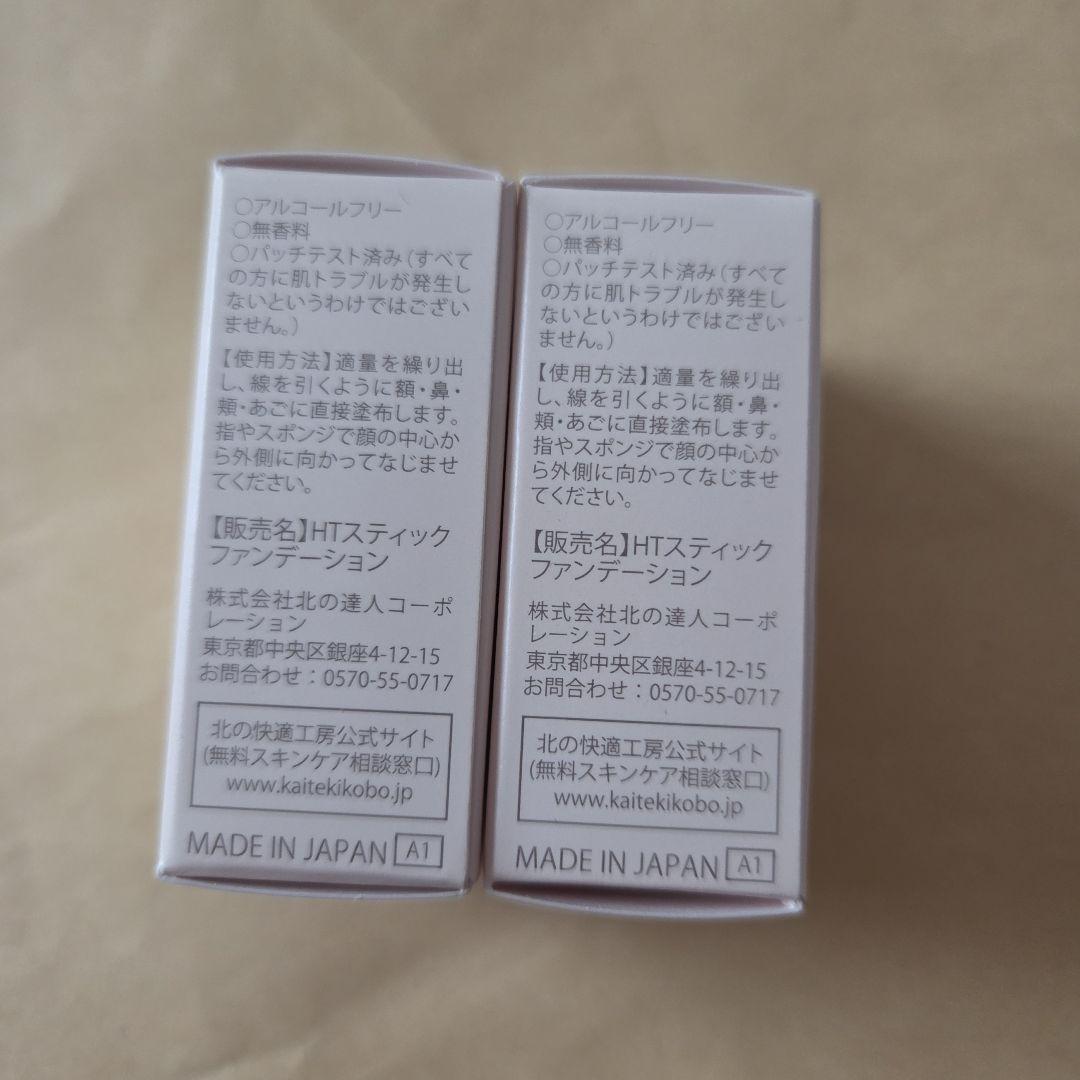 ○アルコールフリー
○無香料
○パッチテスト済み(すべて
の方に肌トラブルが発生し
ないというわけではござい
ません。)
【使用方法】適量を繰り出
し、線を引くように額・鼻・
頬・あごに直接塗布します。
指やスポンジで顔の中心か
ら外側に向かってなじませ
てください。
【販売名】HTスティック
ファンデーション
株式会社北の達人コーポ
レーション
東京都中央区銀座4-12-15
お問合わせ：0570-55-0717
北の快適工房公式サイト
(無料スキンケア相談窓口)
www.kaitekikobo.jp
MADE IN JAPAN A1
○アルコールフリー
○無香料
○パッチテスト済み(すべて
の方に肌トラブルが発生し
ないというわけではござい
ません。)
【使用方法】適量を繰り出
し、線を引くように額・鼻・
頬・あごに直接塗布します。
指やスポンジで顔の中心か
ら外側に向かってなじませ
てください。
【販売名】HTスティック
ファンデーション
株式会社北の達人コーポ
レーション
東京都中央区銀座4-12-15
お問合わせ：0570-55-0717
北の快適工房公式サイト
(無料スキンケア相談窓口)
www.kaitekikobo.jp
MADE IN JAPAN A1